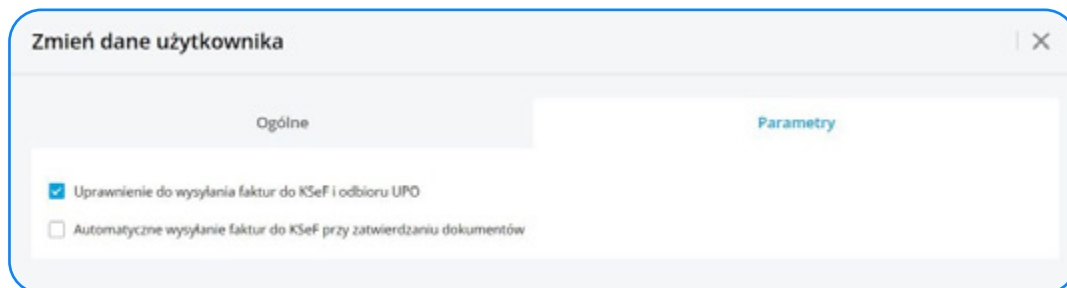 Zmień dane użytkownika
Ogólne
Parametry
Uprawnienie do wysyłania faktur do KSeF i odbioru UPO
Automatyczne wysyłanie faktur do KSeF przy zatwierdzaniu dokumentów